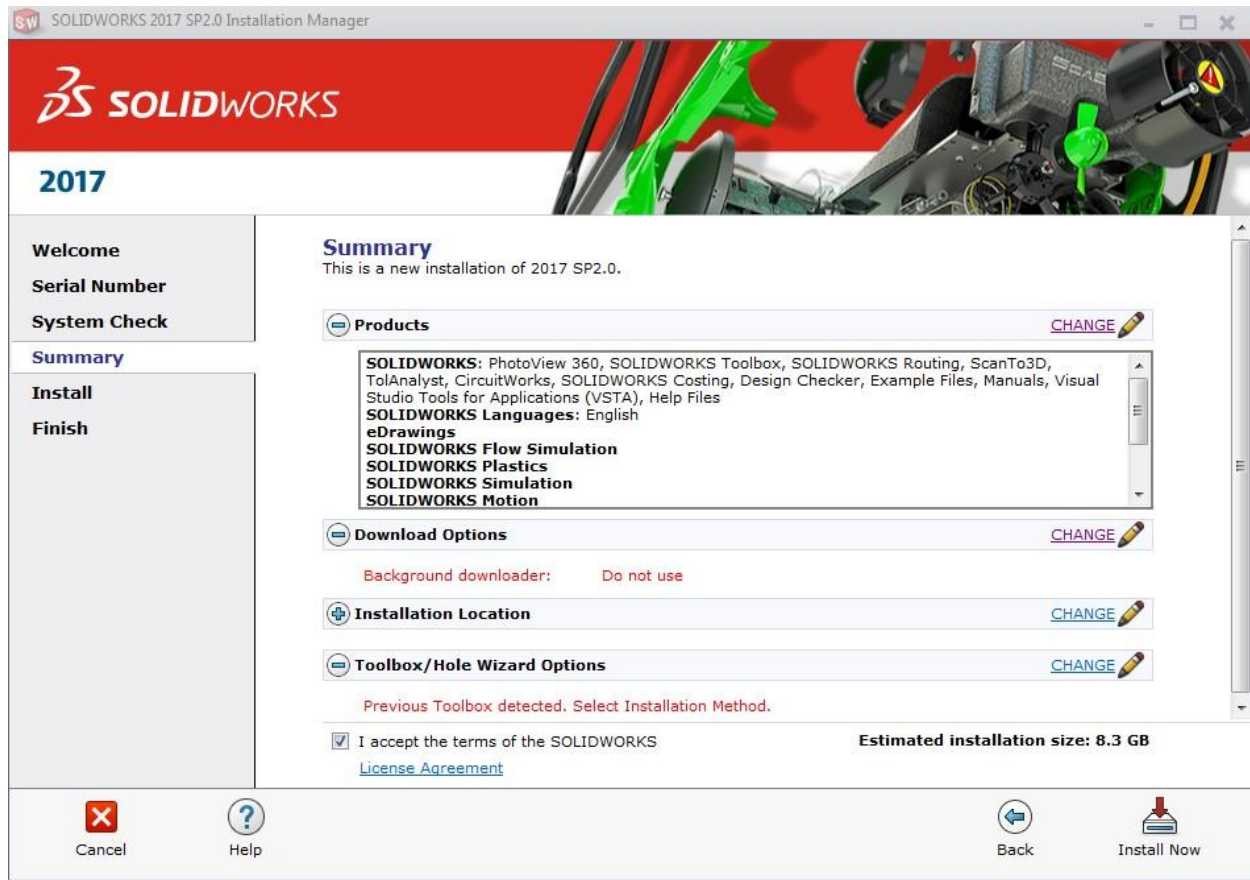 SW SOLIDWORKS 2017 SP2.0 Installation Manager
3S SOLIDWORKS
2017
Welcome
Serial Number
System Check
Summary
Install
Finish
Summary
This is a new installation of 2017 SP2.0.
Products CHANGE
SOLIDWORKS: PhotoView 360, SOLIDWORKS Toolbox, SOLIDWORKS Routing, ScanTo3D,
TolAnalyst, CircuitWorks, SOLIDWORKS Costing, Design Checker, Example Files, Manuals, Visual
Studio Tools for Applications (VSTA), Help Files
SOLIDWORKS Languages: English
eDrawings
SOLIDWORKS Flow Simulation
SOLIDWORKS Plastics
SOLIDWORKS Simulation
SOLIDWORKS Motion
Download Options CHANGE
Background downloader: Do not use
Installation Location CHANGE
Toolbox/Hole Wizard Options CHANGE
Previous Toolbox detected. Select Installation Method.
I accept the terms of the SOLIDWORKS
License Agreement
Estimated installation size: 8.3 GB
Cancel
Help
Back
Install Now